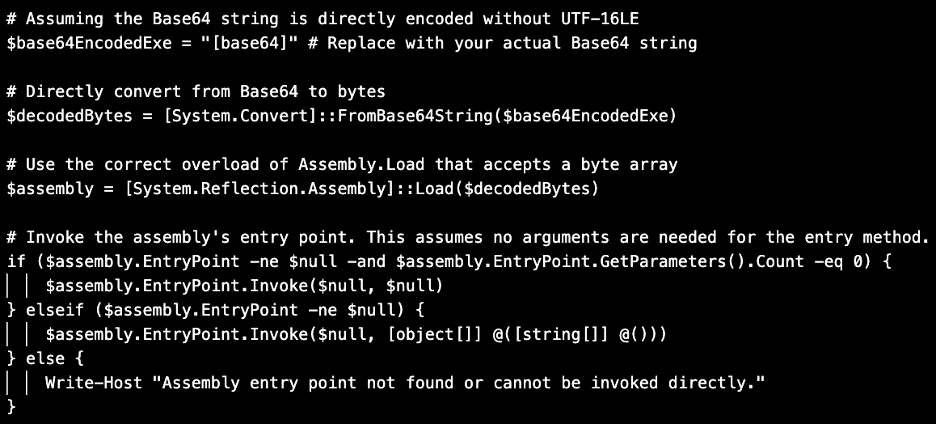 # Assuming the Base64 string is directly encoded without UTF-16LE
$base64EncodedExe = "[base64]" # Replace with your actual Base64 string

# Directly convert from Base64 to bytes
$decodedBytes = [System.Convert]::FromBase64String($base64EncodedExe)

# Use the correct overload of Assembly.Load that accepts a byte array
$assembly = [System.Reflection.Assembly]::Load($decodedBytes)

# Invoke the assembly's entry point. This assumes no arguments are needed for the entry method.
if ($assembly.EntryPoint -ne $null -and $assembly.EntryPoint.GetParameters().Count -eq 0) {
    $assembly.EntryPoint.Invoke($null, $null)
} elseif ($assembly.EntryPoint -ne $null) {
    $assembly.EntryPoint.Invoke($null, [object[]] @([string[]] @()))
} else {
    Write-Host "Assembly entry point not found or cannot be invoked directly."
}